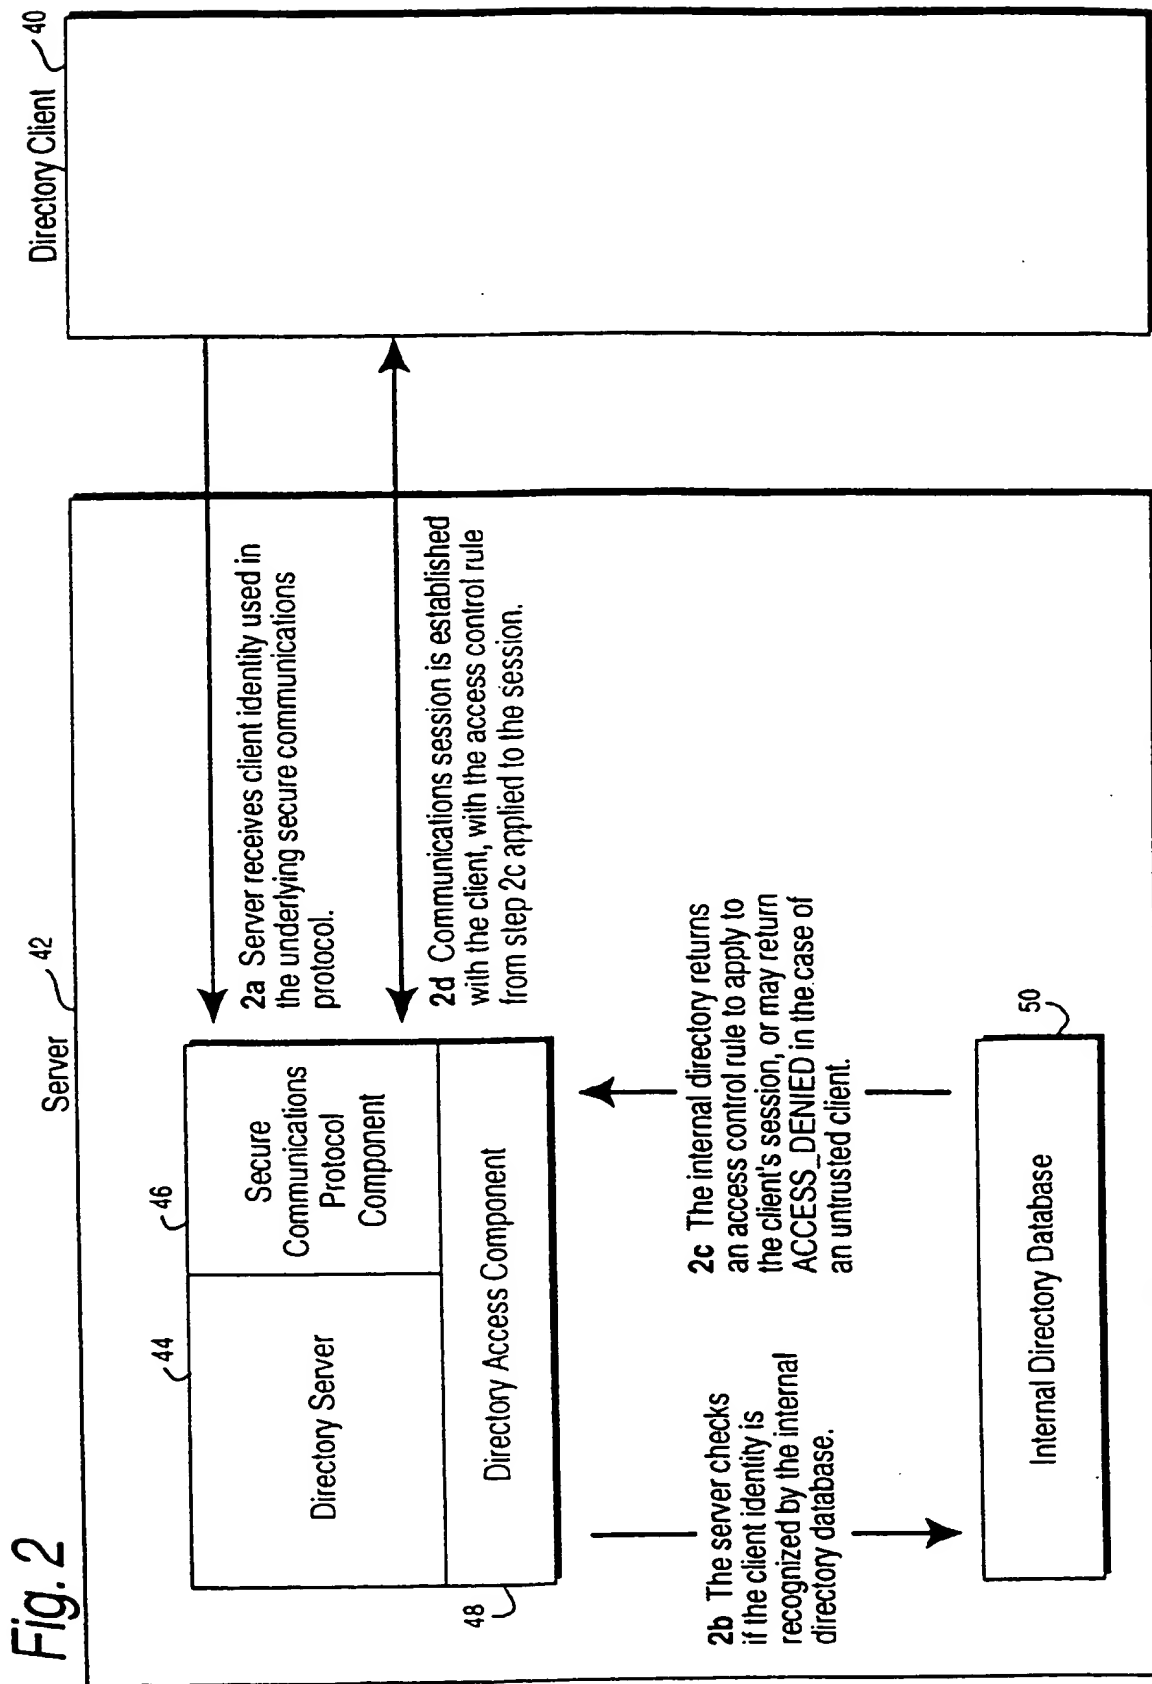 Fig. 2
Server
42
Directory Client
40
44
46
Directory Server
Secure
Communications
Protocol
Component
Directory Access Component
48
2a Server receives client identity used in
the underlying secure communications
protocol.
2d Communications session is established
with the client, with the access control rule
from step 2c applied to the session.
2b The server checks
if the client identity is
recognized by the internal
directory database.
2c The internal directory returns
an access control rule to apply to
the client's session, or may return
ACCESS_DENIED in the case of
an untrusted client.
Internal Directory Database
50